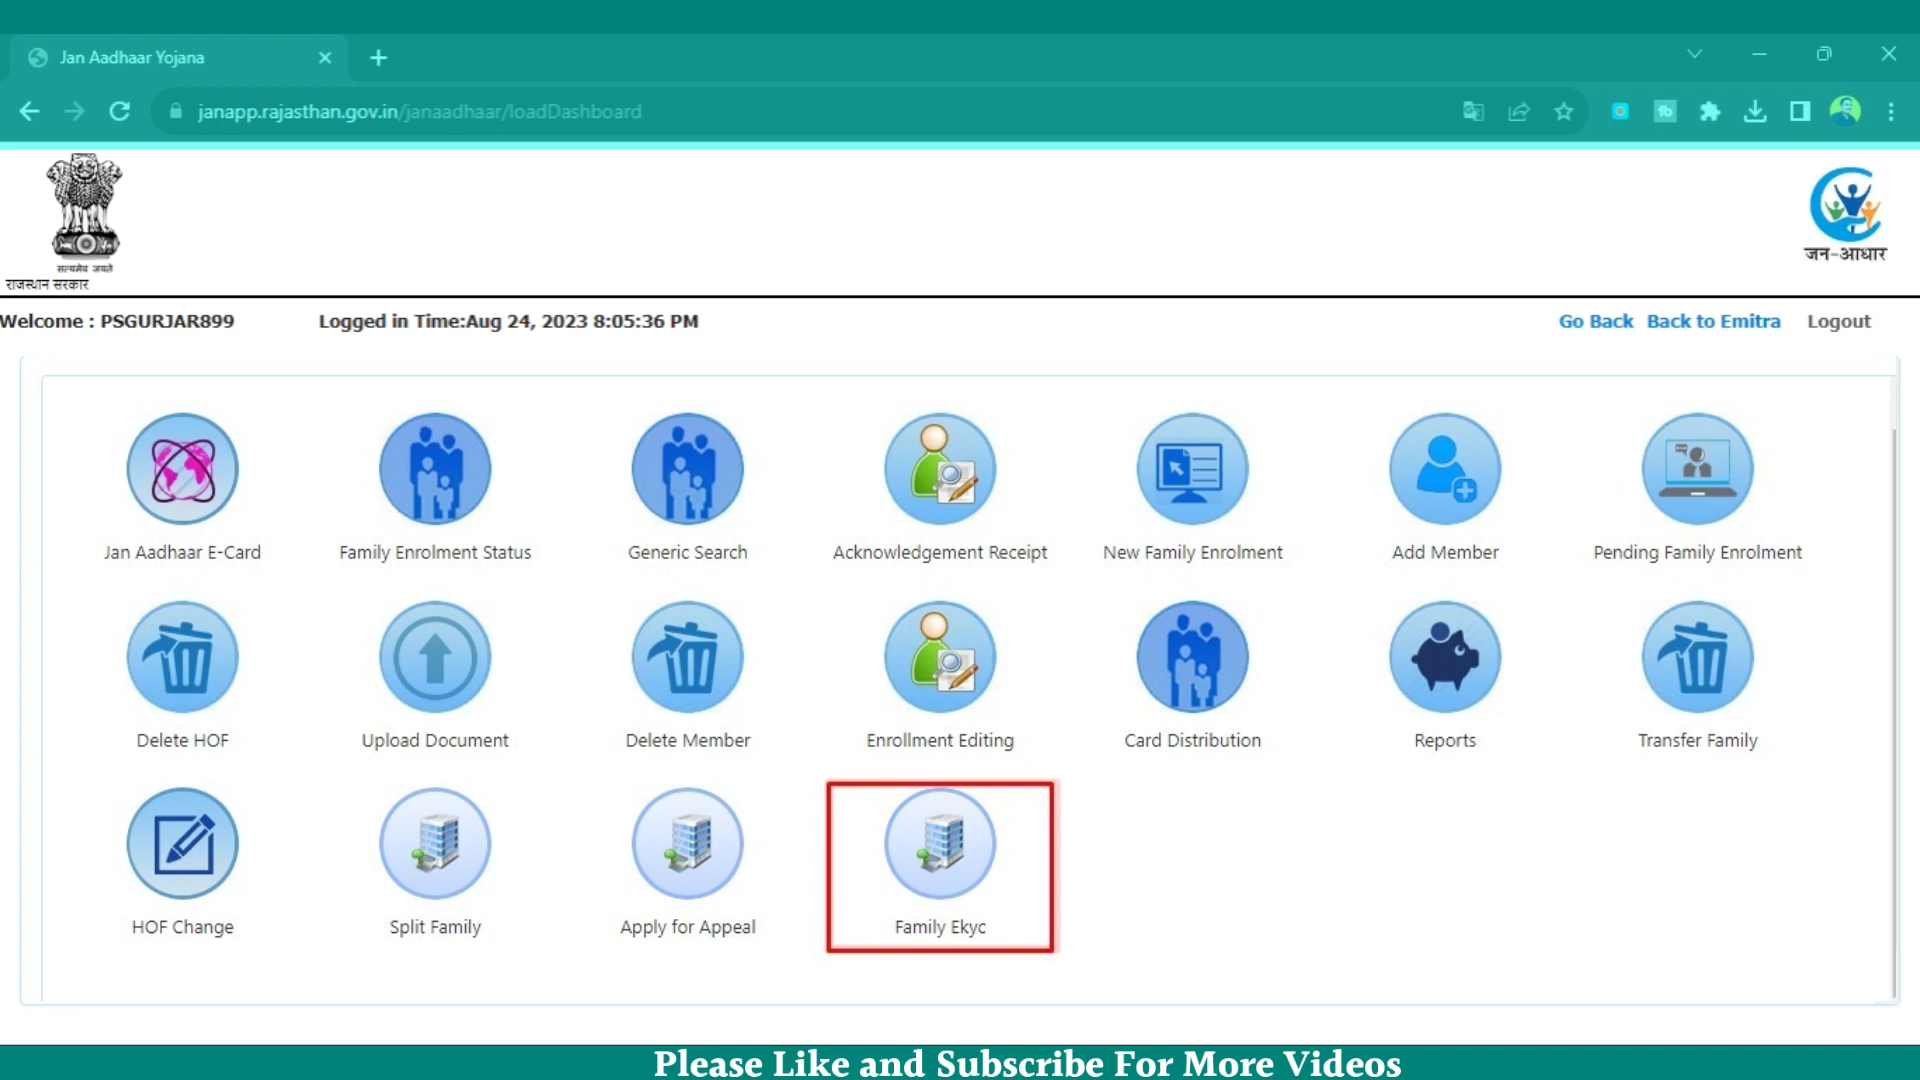 Jan Aadhaar Yojana
janapp.rajasthan.gov.in/janaadhaar/loadDashboard
सत्यमेव जयते
राजस्थान सरकार
जन-आधार
Welcome : PSGURJAR899 Logged in Time:Aug 24, 2023 8:05:36 PM Go Back Back to Emitra Logout
Jan Aadhaar E-Card Family Enrolment Status Generic Search Acknowledgement Receipt New Family Enrolment Add Member Pending Family Enrolment
Delete HOF Upload Document Delete Member Enrollment Editing Card Distribution Reports Transfer Family
HOF Change Split Family Apply for Appeal Family Ekyc
Please Like and Subscribe For More Videos